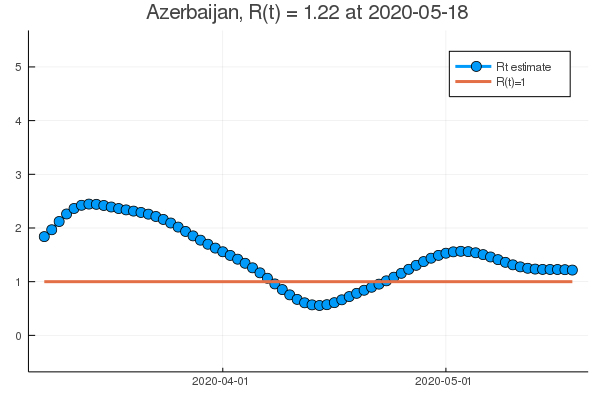 Azerbaijan, R(t) = 1.22 at 2020-05-18
5
Rt estimate
R(t)=1
4
3
2
1
0
2020-04-01 2020-05-01